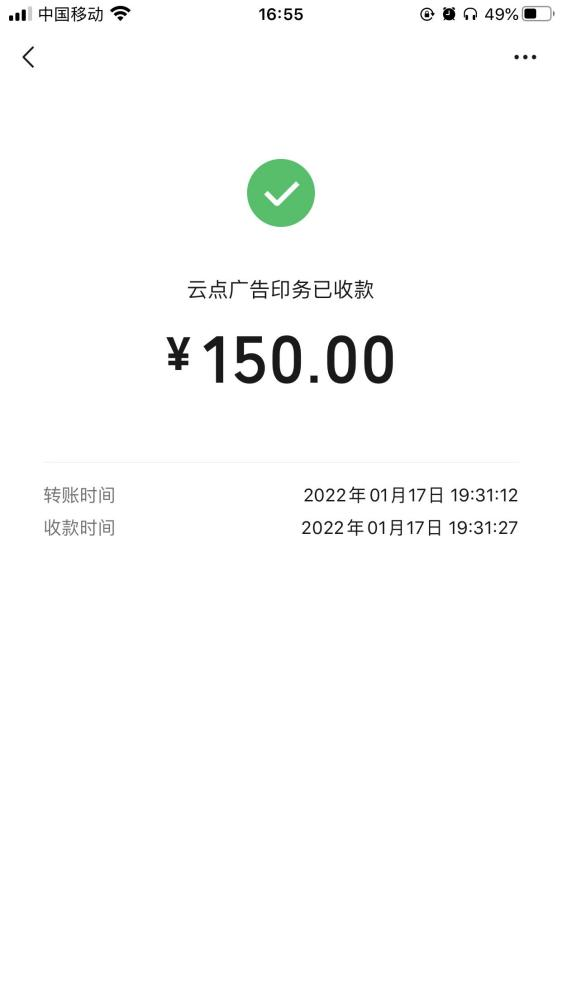 中国移动 16:55 49%
云点广告印务已收款
¥150.00
转账时间 2022年01月17日 19:31:12
收款时间 2022年01月17日 19:31:27